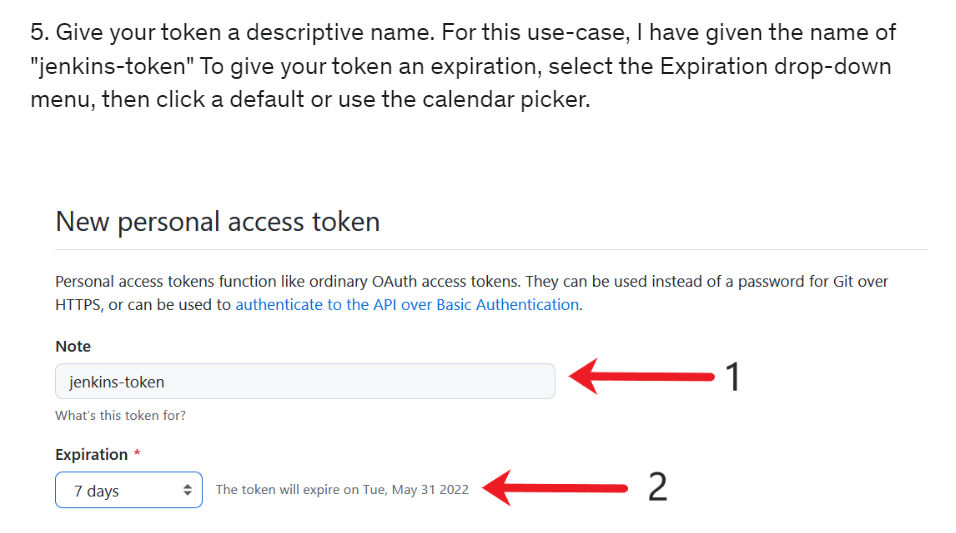 5. Give your token a descriptive name. For this use-case, I have given the name of
"jenkins-token" To give your token an expiration, select the Expiration drop-down
menu, then click a default or use the calendar picker.
New personal access token
Personal access tokens function like ordinary OAuth access tokens. They can be used instead of a password for Git over
HTTPS, or can be used to authenticate to the API over Basic Authentication.
Note
jenkins-token
1
What's this token for?
Expiration *
7 days
The token will expire on Tue, May 31 2022
2